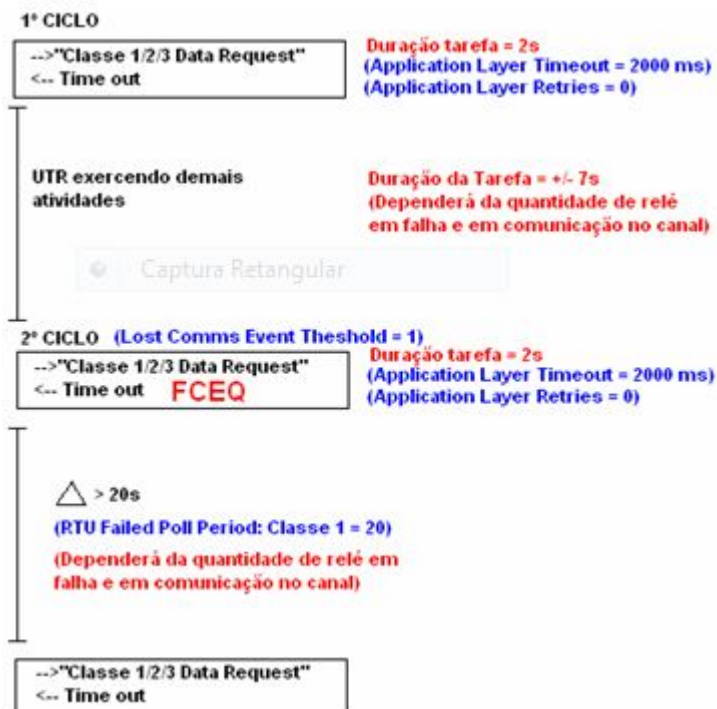 1º CICLO
-->"Classe 1/2/3 Data Request"
<-- Time out
Duração tarefa = 2s
(Application Layer Timeout = 2000 ms)
(Application Layer Retries = 0)
UTR exercendo demais
atividades
Duração da Tarefa = +/- 7s
(Dependerá da quantidade de relé
em falha e em comunicação no canal)
Captura Retangular
2º CICLO (Lost Comms Event Theshold = 1)
-->"Classe 1/2/3 Data Request"
<-- Time out FCEQ
Duração tarefa = 2s
(Application Layer Timeout = 2000 ms)
(Application Layer Retries = 0)
> 20s
(RTU Failed Poll Period: Classe 1 = 20)
(Dependerá da quantidade de relé em
falha e em comunicação no canal)
-->"Classe 1/2/3 Data Request"
<-- Time out